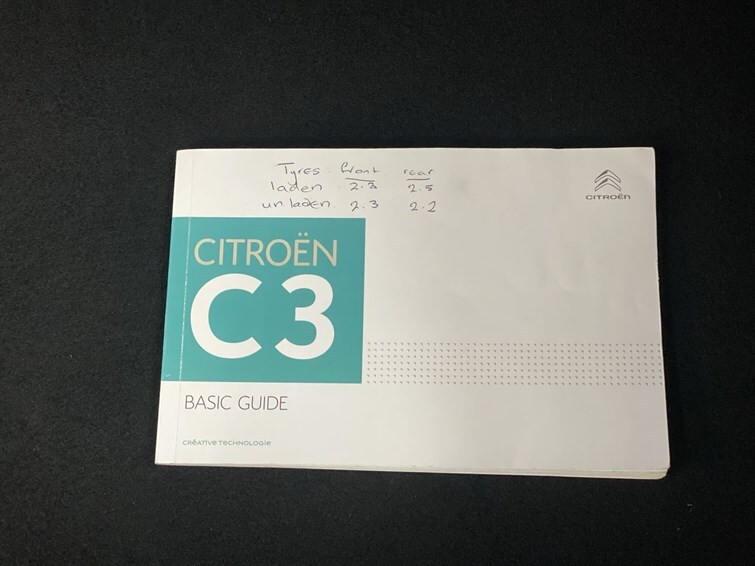 Tyres: front rear
laden 2.3 2.5
unladen. 2.3 2.2
CITROËN
CITROËN
C3
BASIC GUIDE
CRÉATIVE TECHNOLOGIE